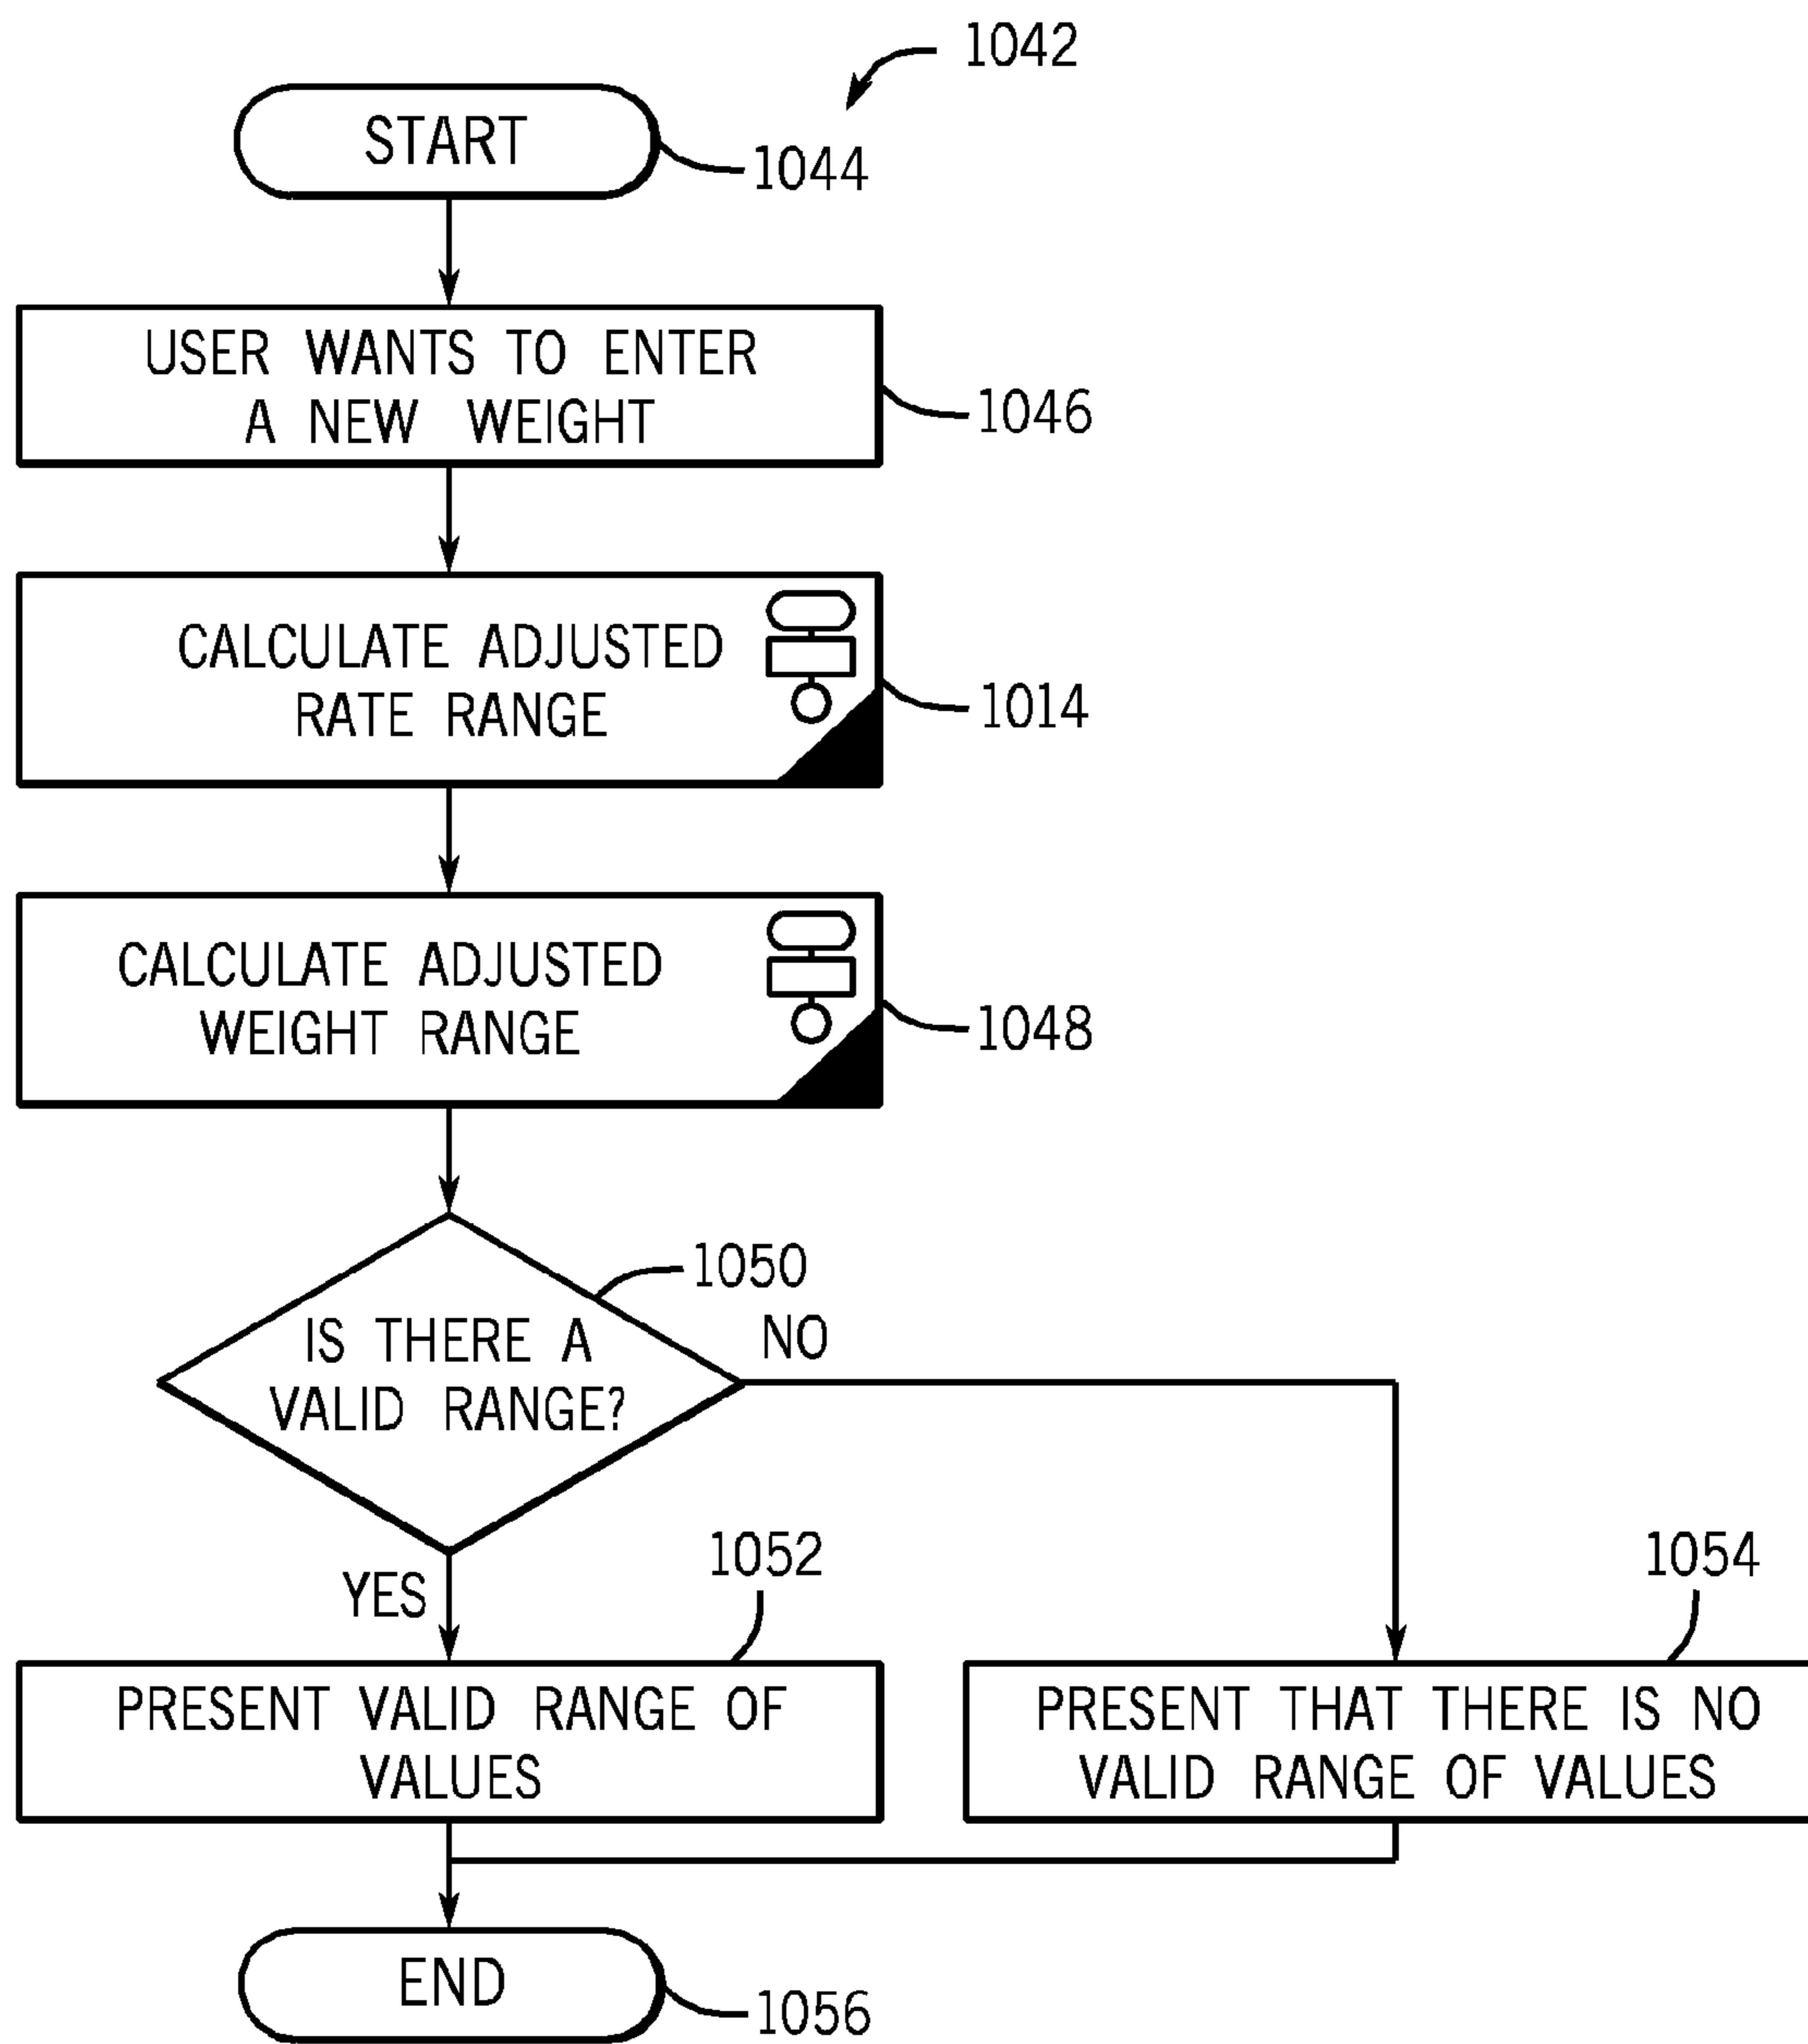 1042
START
1044
USER WANTS TO ENTER
A NEW WEIGHT
1046
CALCULATE ADJUSTED
RATE RANGE
1014
CALCULATE ADJUSTED
WEIGHT RANGE
1048
1050
IS THERE A
VALID RANGE?
NO
YES
1052
1054
PRESENT VALID RANGE OF
VALUES
PRESENT THAT THERE IS NO
VALID RANGE OF VALUES
END
1056